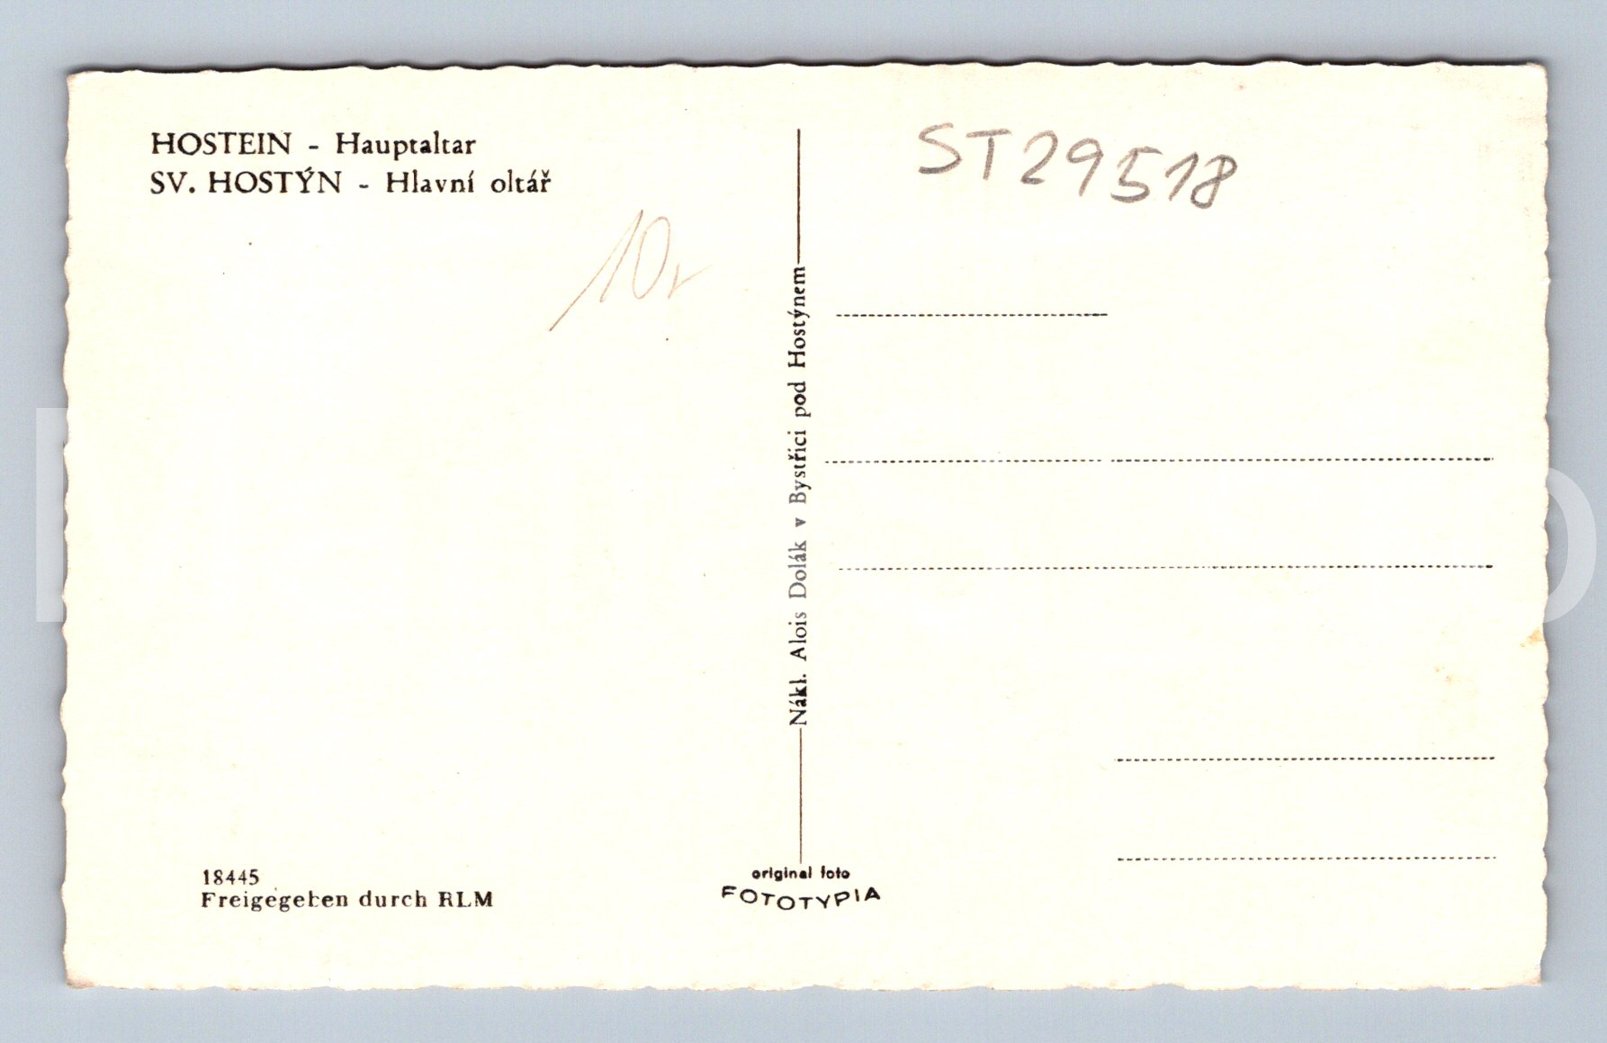 HOSTEIN - Hauptaltar
SV. HOSTÝN - Hlavní oltář
ST29518
10
Nákl. Alois Dolák v Bystřici pod Hostýnem
18445
Freigegeben durch RLM
original foto
FOTOTYPIA